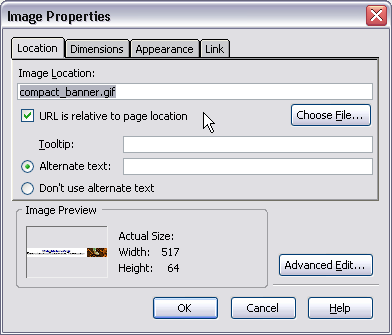 Image Properties
Location Dimensions Appearance Link
Image Location:
compact_banner.gif
URL is relative to page location Choose File...
Tooltip:
Alternate text:
Don't use alternate text
Image Preview
Actual Size:
Width: 517
Height: 64
Advanced Edit...
OK Cancel Help